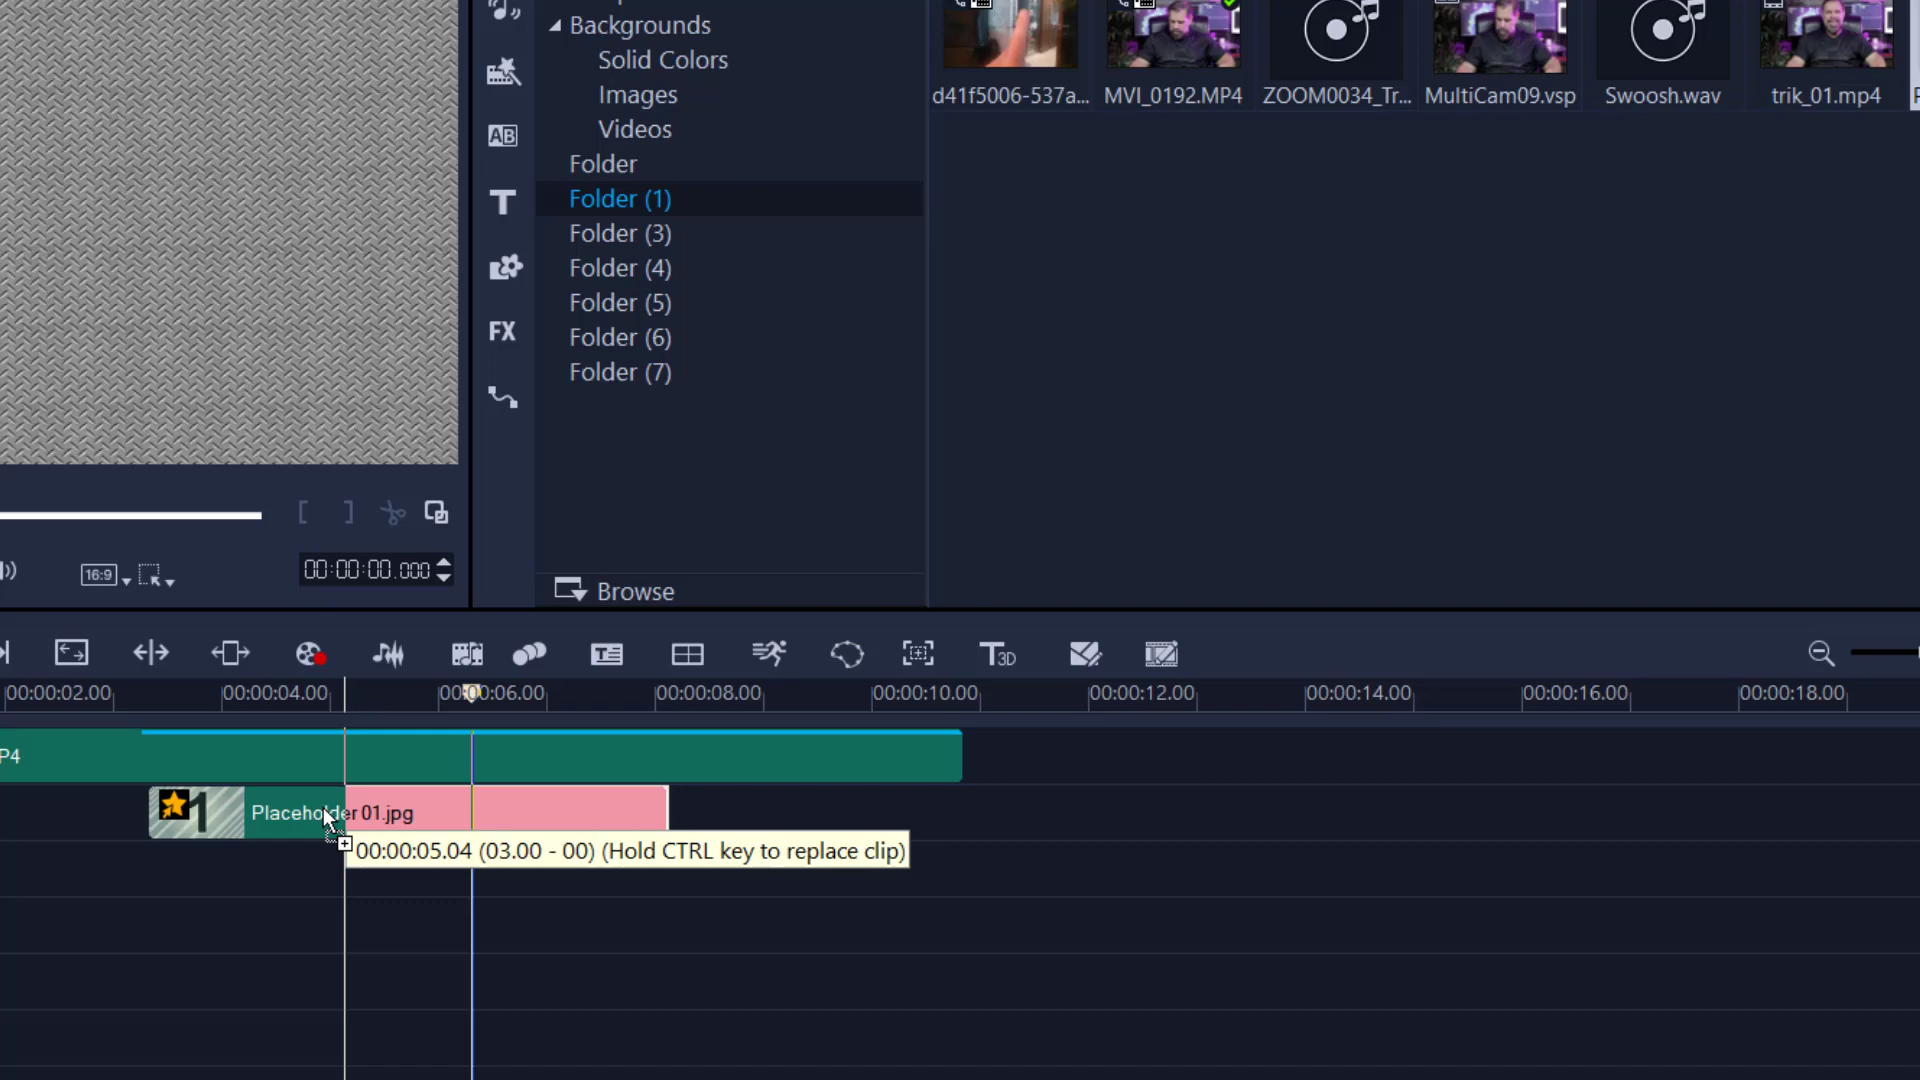 Backgrounds
Solid Colors
Images
Videos
Folder
Folder (1)
Folder (3)
Folder (4)
Folder (5)
Folder (6)
Folder (7)
Browse
AB
T
FX
d41f5006-537a...
MVI_0192.MP4
ZOOM0034_Tr...
MultiCam09.vsp
Swoosh.wav
trik_01.mp4
16:9
00:00:00.000
T3D
00:00:02.00
00:00:04.00
00:00:06.00
00:00:08.00
00:00:10.00
00:00:12.00
00:00:14.00
00:00:16.00
00:00:18.00
P4
1
Placeholder 01.jpg
00:00:05.04 (03.00 - 00) (Hold CTRL key to replace clip)